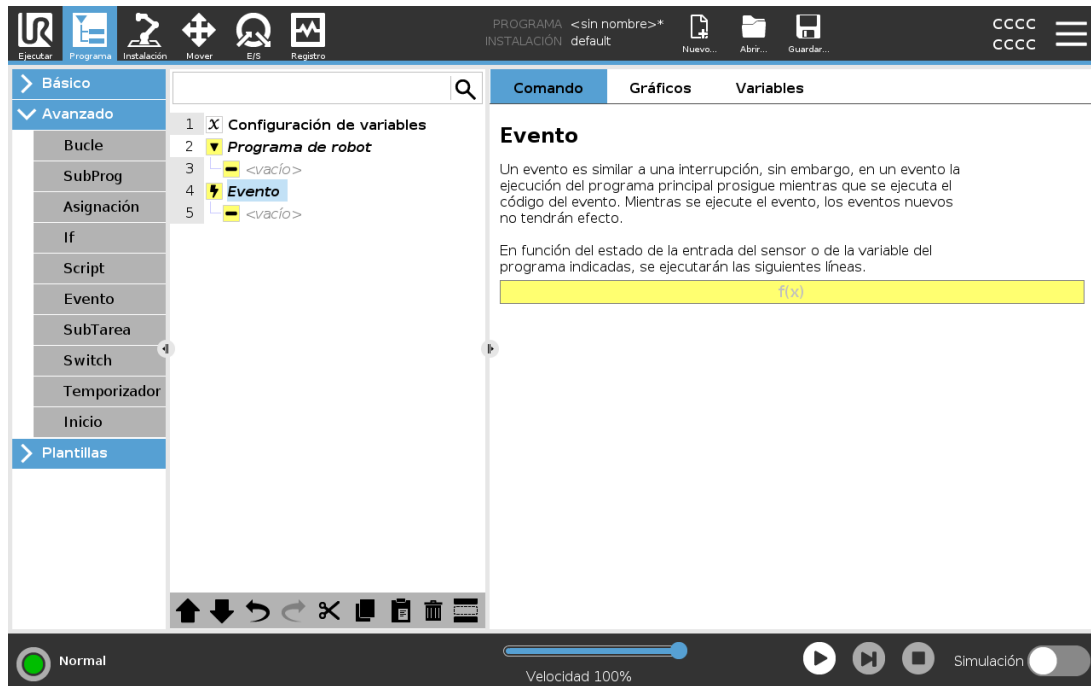 UR
Ejecutar
Programa
Instalación
Mover
E/S
Registro
PROGRAMA <sin nombre>*
INSTALACIÓN default
Nuevo...
Abrir...
Guardar...
CCCC
CCCC
Básico
Avanzado
Bucle
SubProg
Asignación
If
Script
Evento
SubTarea
Switch
Temporizador
Inicio
Plantillas
1 X Configuración de variables
2 Programa de robot
3 <vacío>
4 Evento
5 <vacío>
Comando Gráficos Variables
Evento
Un evento es similar a una interrupción, sin embargo, en un evento la
ejecución del programa principal prosigue mientras que se ejecuta el
código del evento. Mientras se ejecute el evento, los eventos nuevos
no tendrán efecto.
En función del estado de la entrada del sensor o de la variable del
programa indicadas, se ejecutarán las siguientes líneas.
f(x)
Normal
Velocidad 100%
Simulación